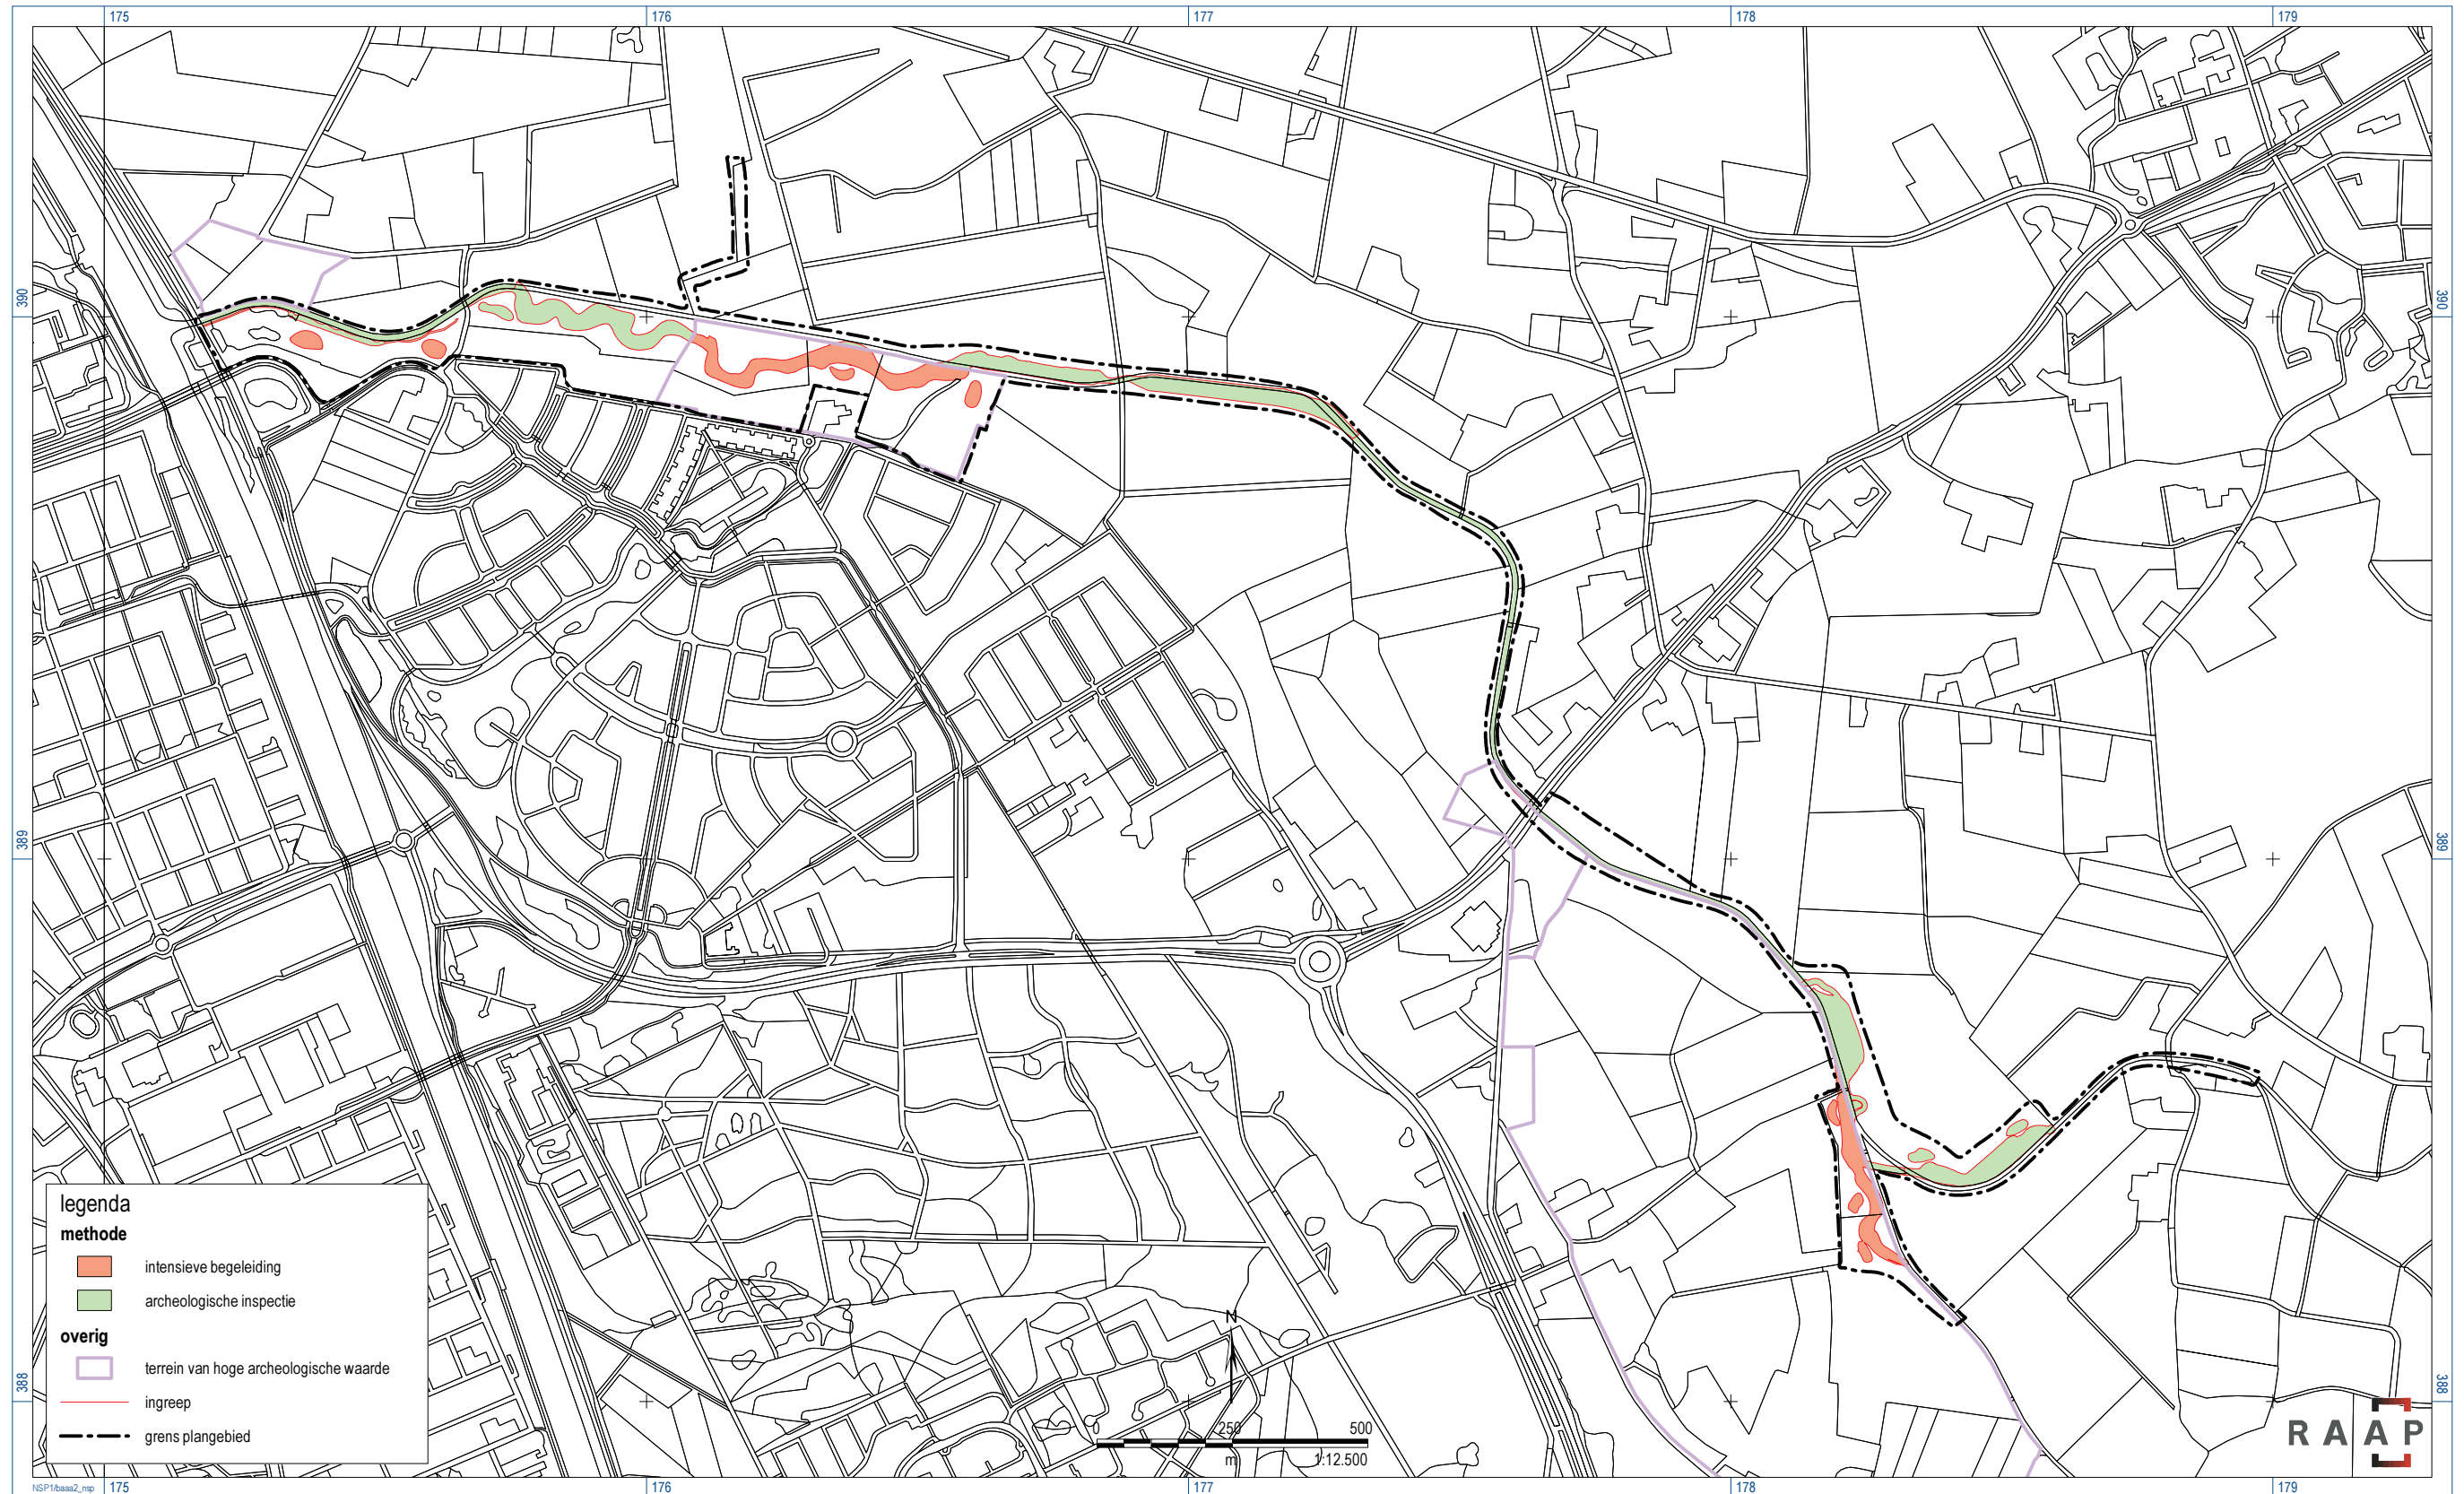 175 176 177 178 179
390 390
389 389
388 388
legenda
methode
intensieve begeleiding
archeologische inspectie
overig
terrein van hoge archeologische waarde
ingreep
grens plangebied
N
0 250 500
m 1:12.500
RAAP
NSP1/baaa2_nsp
175 176 177 178 179